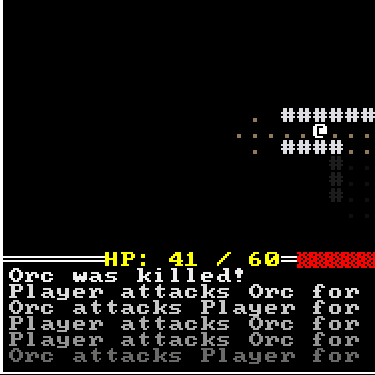 HP: 41 / 60
Orc was killed!
Player attacks Orc for
Orc attacks Player for
Player attacks Orc for
Player attacks Orc for
Orc attacks Player for